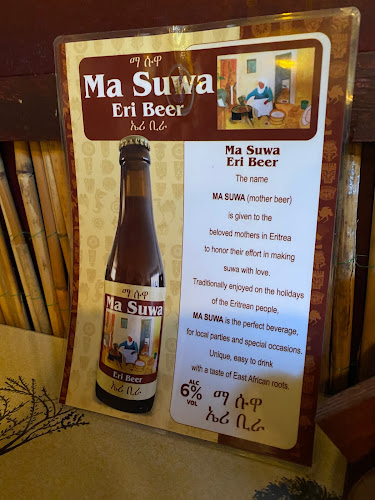 ማ ሱዋ
Ma Suwa
Eri Beer
ኤሪ ቢራ
Ma Suwa
Eri Beer
The name
MA SUWA (mother beer)
is given to the
beloved mothers in Eritrea
to honor their effort in making
suwa with love.
Traditionally enjoyed on the holidays
of the Eritrean people,
MA SUWA is the perfect beverage,
for local parties and special occasions.
Unique, easy to drink
with a taste of East African roots.
ALC
6%
VOL
ማ ሱዋ
ኤሪ ቢራ
ማ ሱዋ
Ma Suwa
Eri Beer
ኤሪ ቢራ